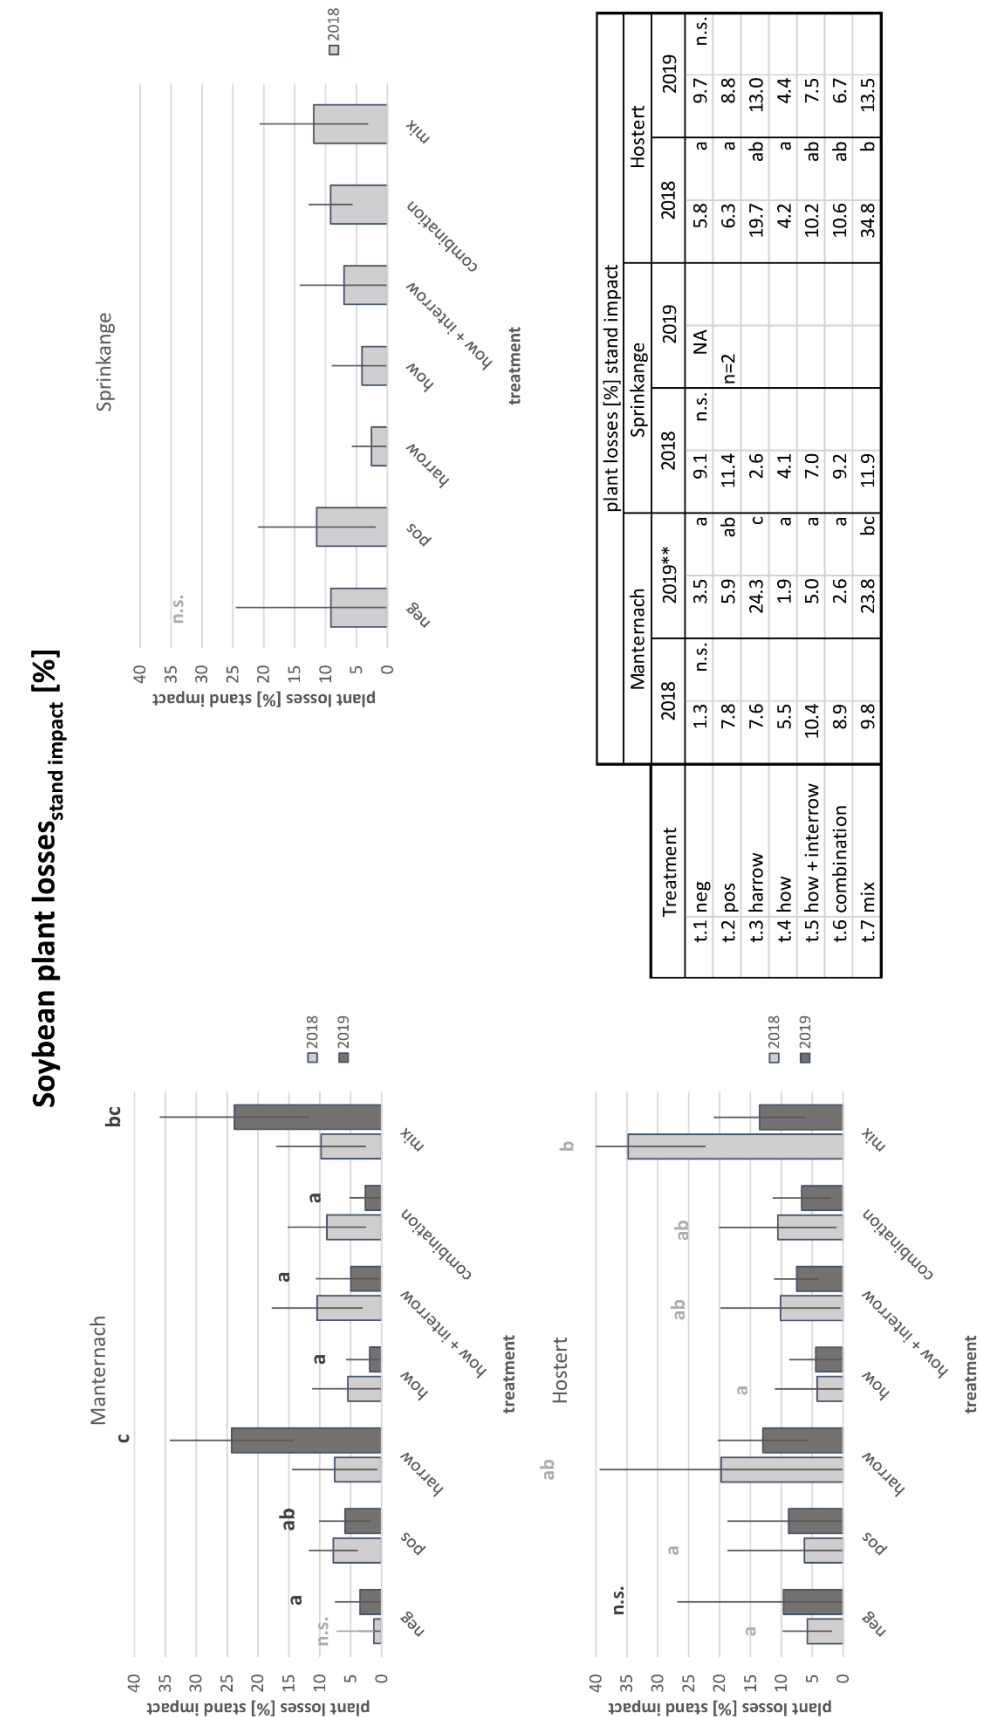 Soybean plant losses stand impact [%]
Manternach
plant losses [%] stand impact
40
35
30
25
20
15
10
5
0
n.s.
a
ab
c
a
a
a
bc
neg
pos
harrow
how
how + interrow
combination
mix
treatment
2018
2019
Sprinkange
plant losses [%] stand impact
40
35
30
25
20
15
10
5
0
n.s.
neg
pos
harrow
how
how + interrow
combination
mix
treatment
2018
Hostert
plant losses [%] stand impact
40
35
30
25
20
15
10
5
0
a
n.s.
a
ab
a
ab
ab
b
neg
pos
harrow
how
how + interrow
combination
mix
treatment
2018
2019
plant losses [%] stand impact
Manternach Sprinkange Hostert
Treatment 2018 2019** 2018 2019 2018 2019
t.1 neg 1.3 n.s. 3.5 a 9.1 n.s. NA 5.8 a 9.7 n.s.
t.2 pos 7.8 5.9 ab 11.4 n=2 6.3 a 8.8
t.3 harrow 7.6 24.3 c 2.6 19.7 ab 13.0
t.4 how 5.5 1.9 a 4.1 4.2 a 4.4
t.5 how + interrow 10.4 5.0 a 7.0 10.2 ab 7.5
t.6 combination 8.9 2.6 a 9.2 10.6 ab 6.7
t.7 mix 9.8 23.8 bc 11.9 34.8 b 13.5